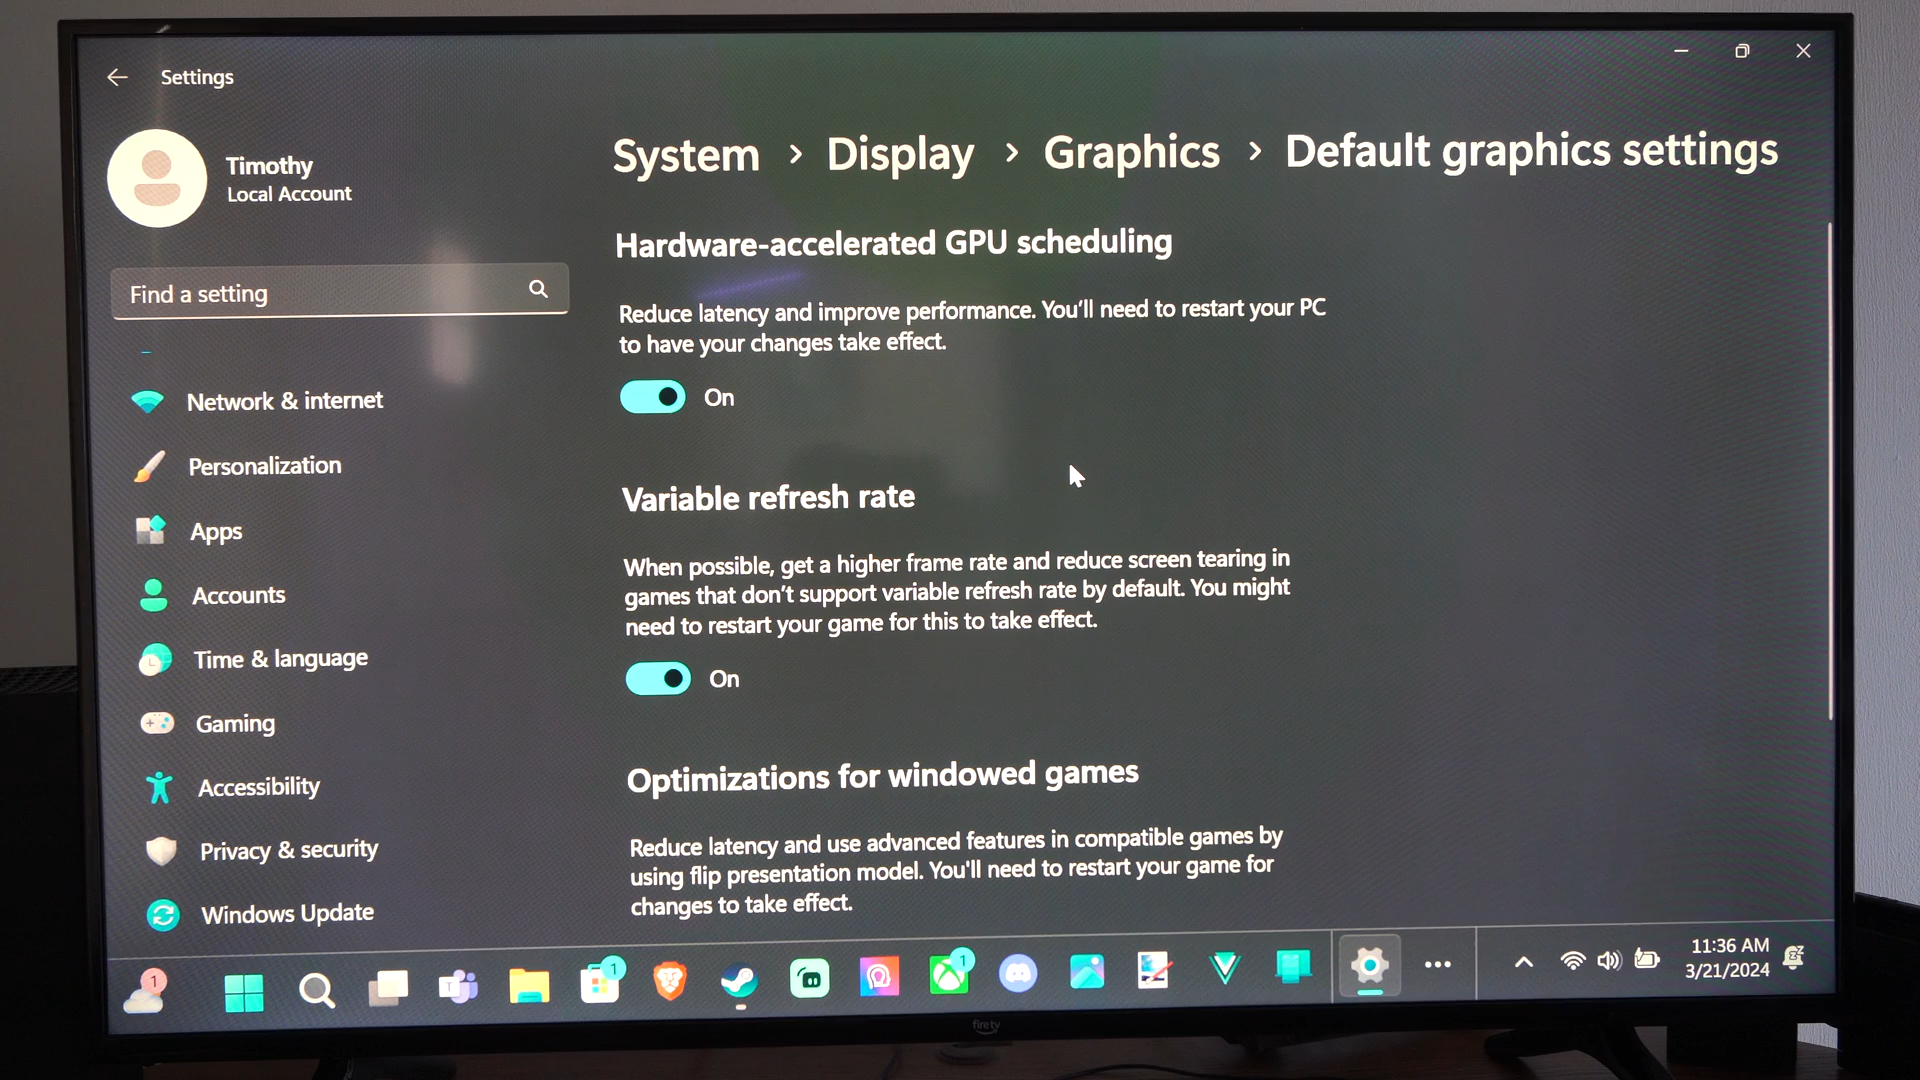 Settings
Timothy
Local Account
Find a setting
Network & internet
Personalization
Apps
Accounts
Time & language
Gaming
Accessibility
Privacy & security
Windows Update
System > Display > Graphics > Default graphics settings
Hardware-accelerated GPU scheduling
Reduce latency and improve performance. You'll need to restart your PC
to have your changes take effect.
On
Variable refresh rate
When possible, get a higher frame rate and reduce screen tearing in
games that don't support variable refresh rate by default. You might
need to restart your game for this to take effect.
On
Optimizations for windowed games
Reduce latency and use advanced features in compatible games by
using flip presentation model. You'll need to restart your game for
changes to take effect.
1
1
1
11:36 AM
3/21/2024
fire tv